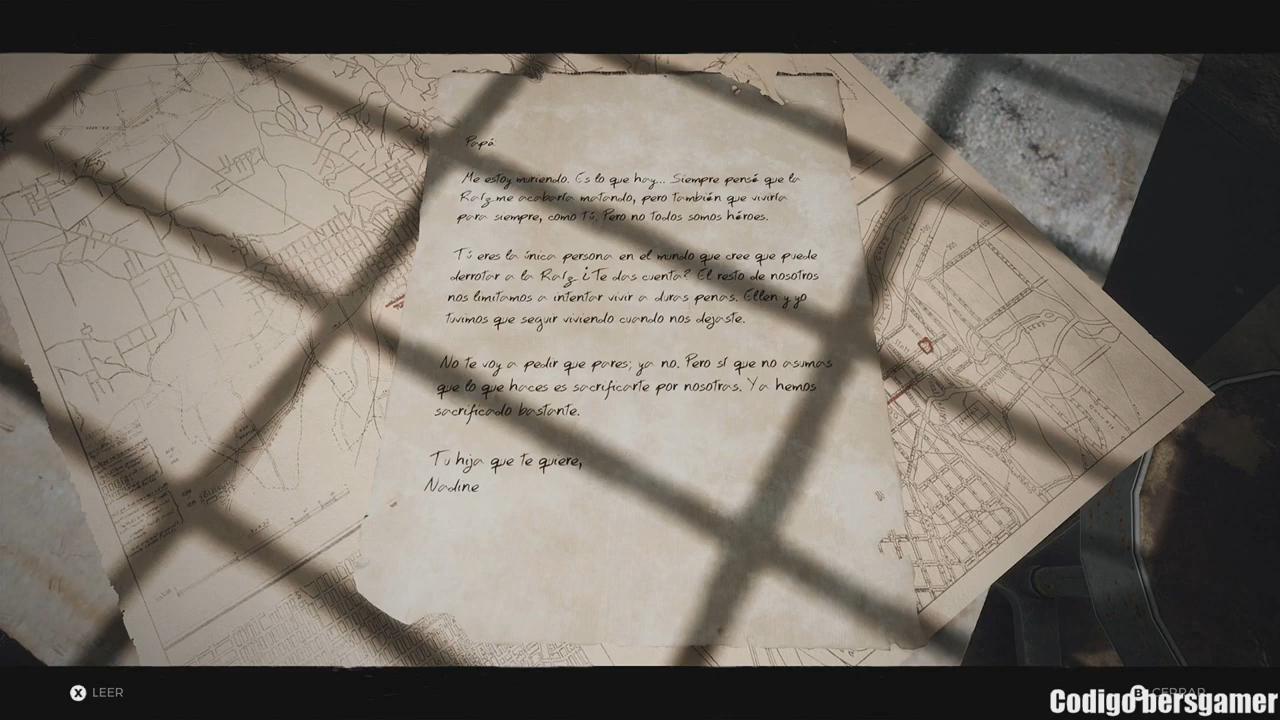 Papá
Me estoy muriendo. Es lo que hay... Siempre pensé que la
Raíz me acabaría matando, pero también que viviría
para siempre, como tú. Pero no todos somos héroes.
Tú eres la única persona en el mundo que cree que puede
derrotar a la Raíz ¿Te das cuenta? El resto de nosotros
nos limitamos a intentar vivir a duras penas. Ellen y yo
tuvimos que seguir viviendo cuando nos dejaste.
No te voy a pedir que pares; ya no. Pero sí que no asumas
que lo que haces es sacrificarte por nosotras. Ya hemos
sacrificado bastante.
Tu hija que te quiere,
Nadine
X LEER
B CERRAR
Codigo bersgamer